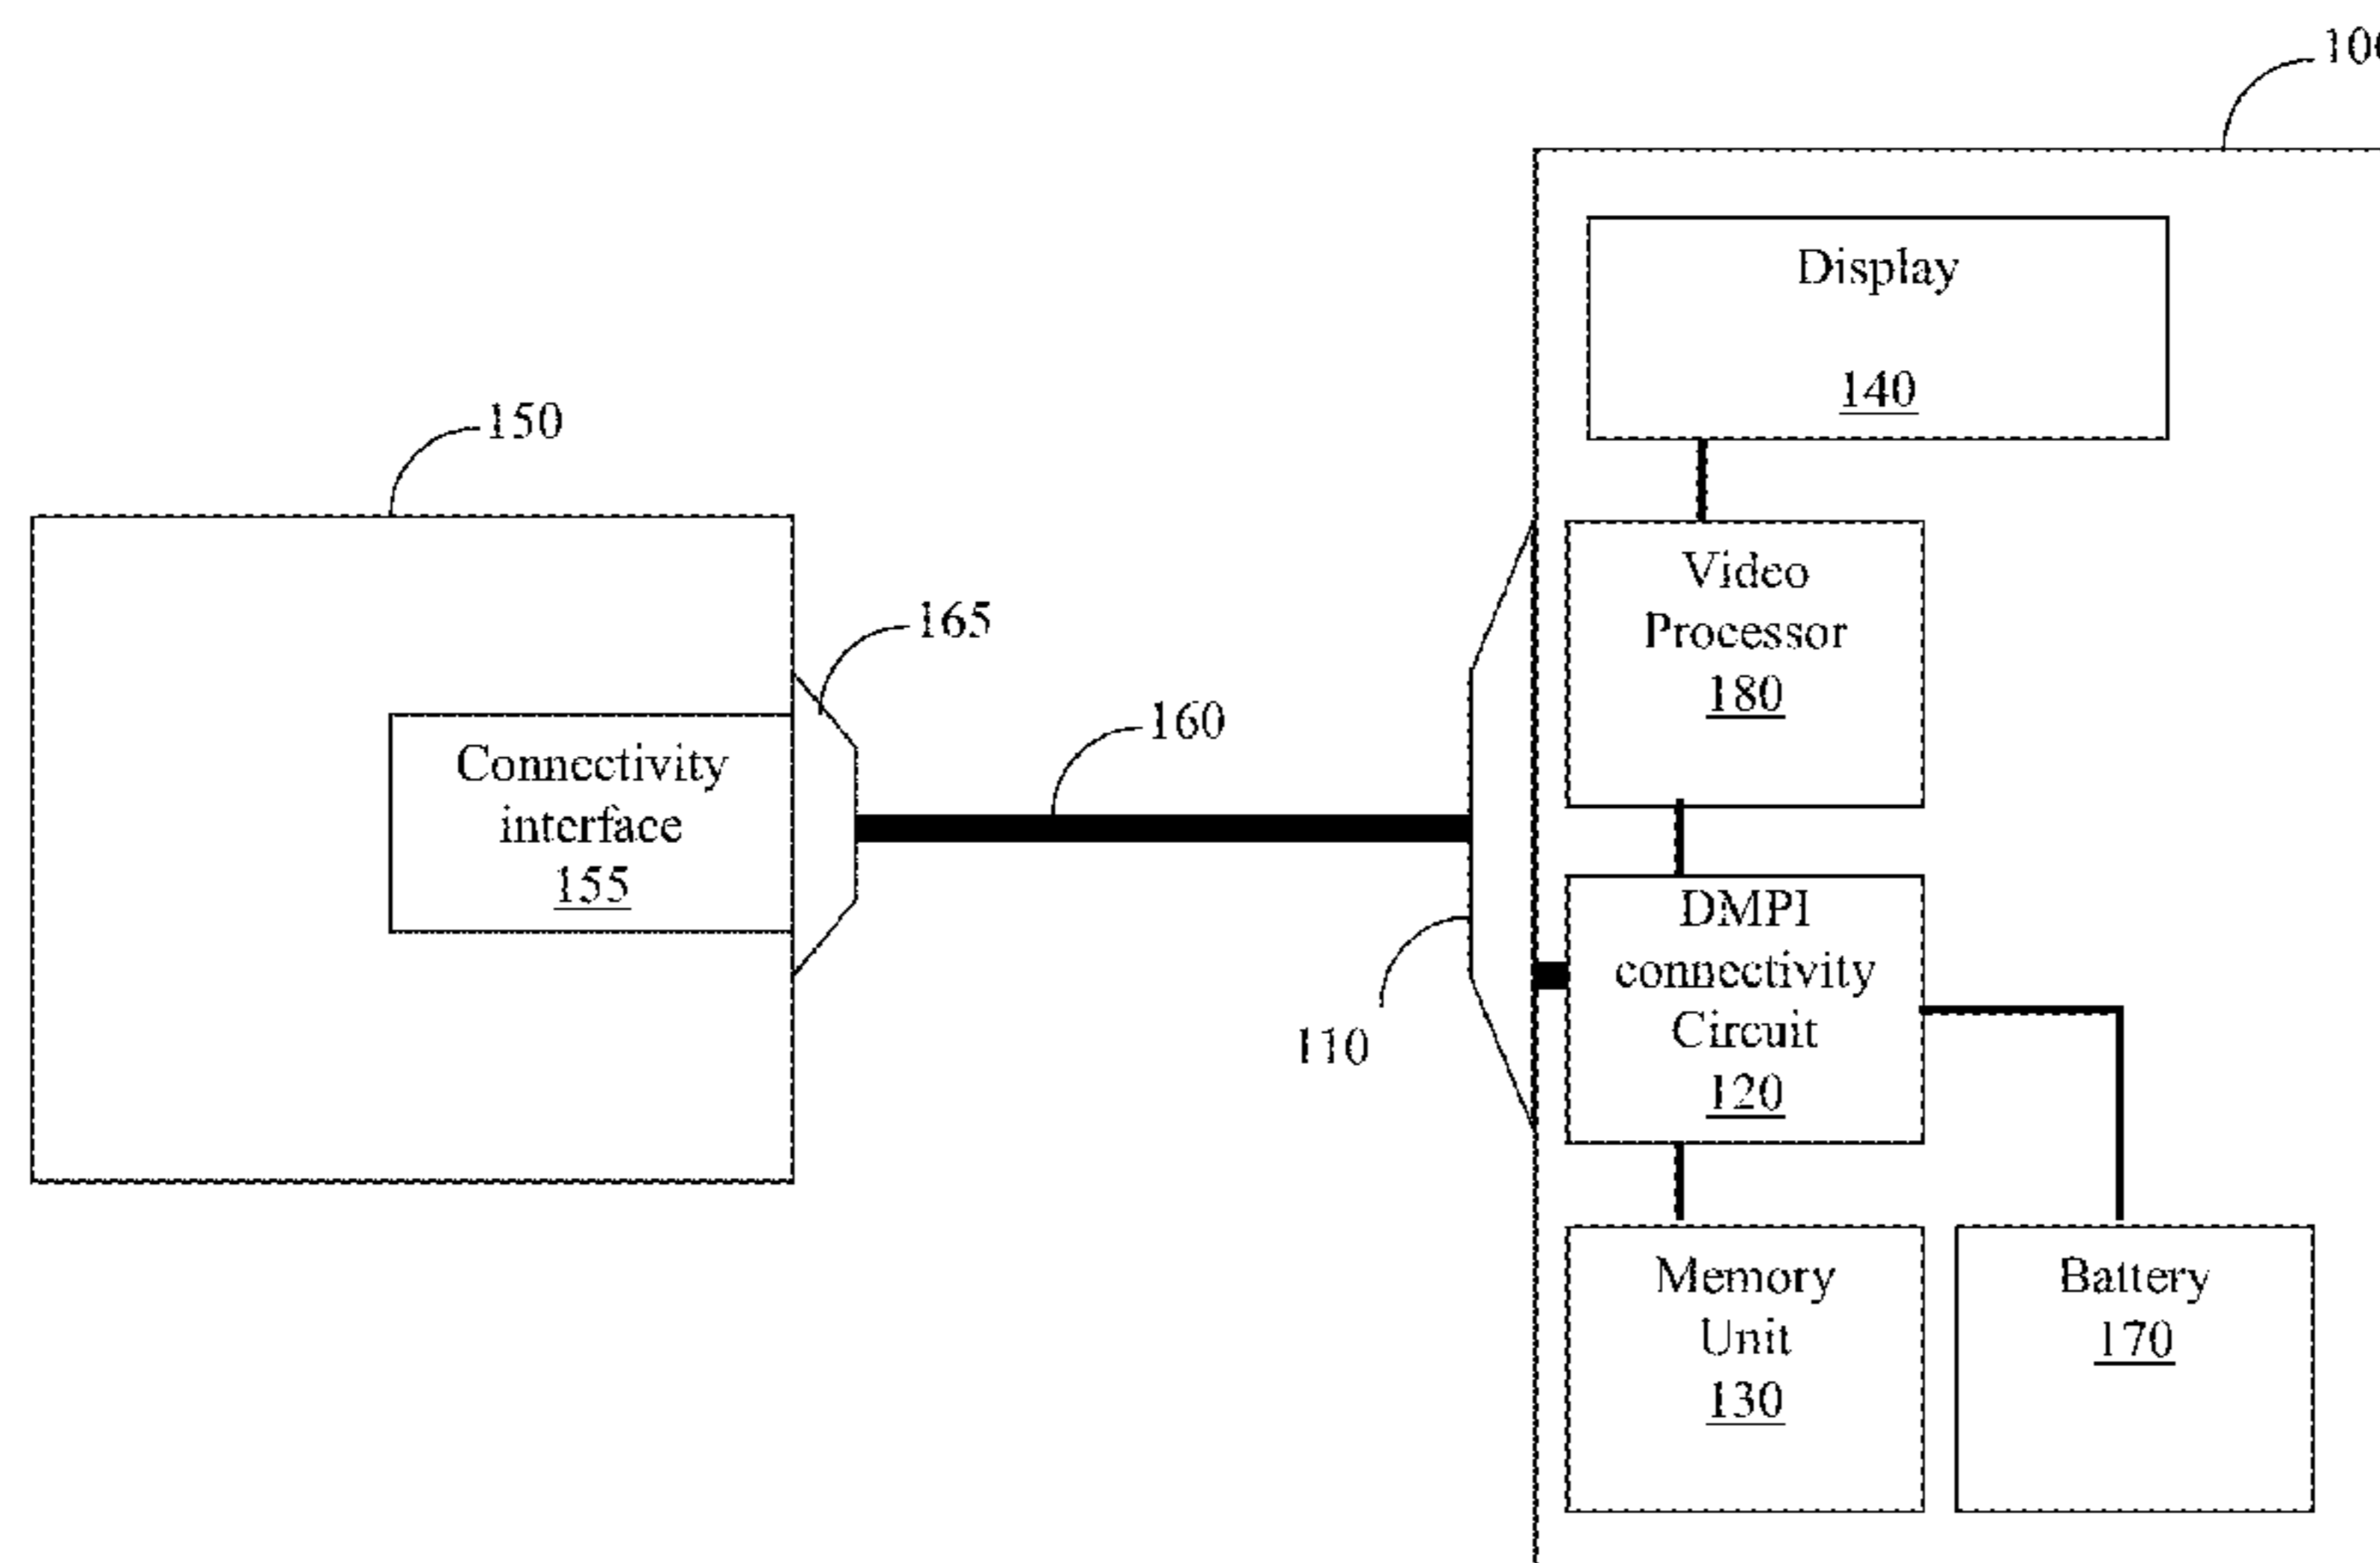 100
Display
140
150
Video
Processor
180
165
160
Connectivity
interface
155
DMPI
connectivity
Circuit
120
110
Memory
Unit
130
Battery
170